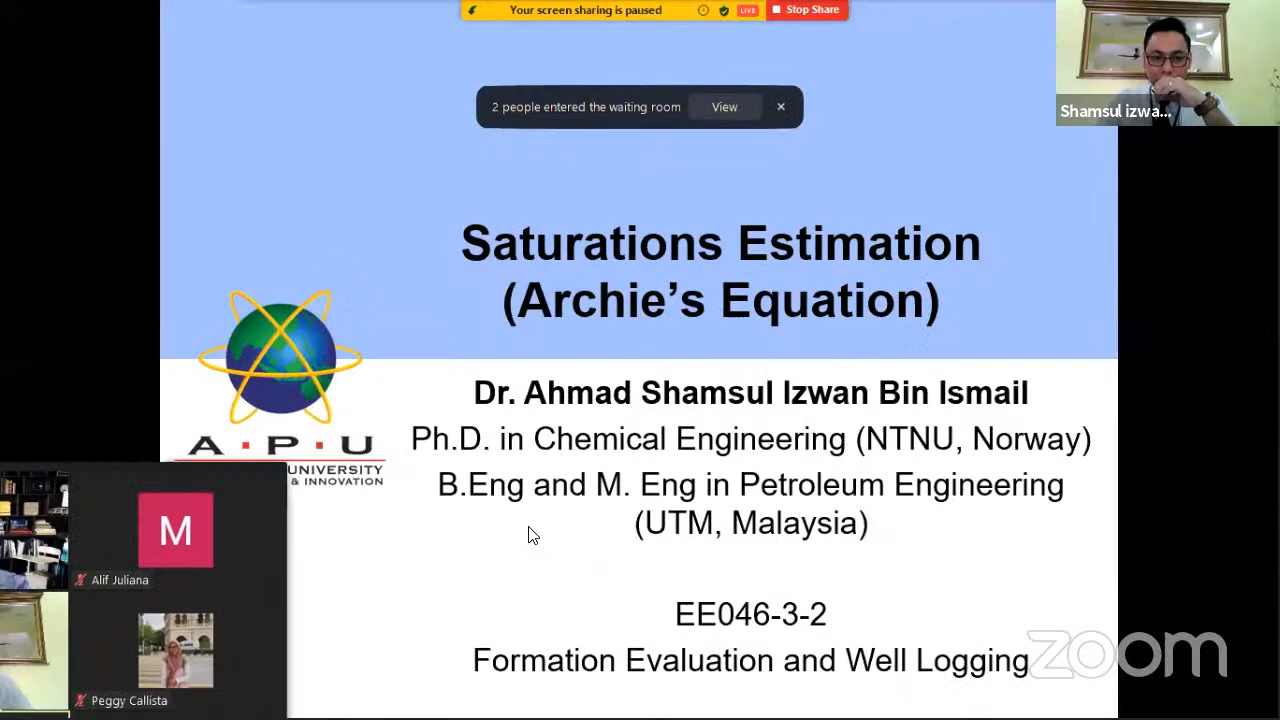 Your screen sharing is paused
LIVE
Stop Share
2 people entered the waiting room
View
Shamsul izwa...
Saturations Estimation
(Archie’s Equation)
Dr. Ahmad Shamsul Izwan Bin Ismail
Ph.D. in Chemical Engineering (NTNU, Norway)
B.Eng and M. Eng in Petroleum Engineering
(UTM, Malaysia)
EE046-3-2
Formation Evaluation and Well Logging
A·P·U
UNIVERSITY
& INNOVATION
M
Alif Juliana
Peggy Callista
zoom